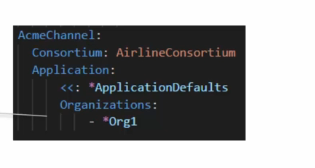 AcmeChannel:
Consortium: AirlineConsortium
Application:
<<: *ApplicationDefaults
Organizations:
- *Org1